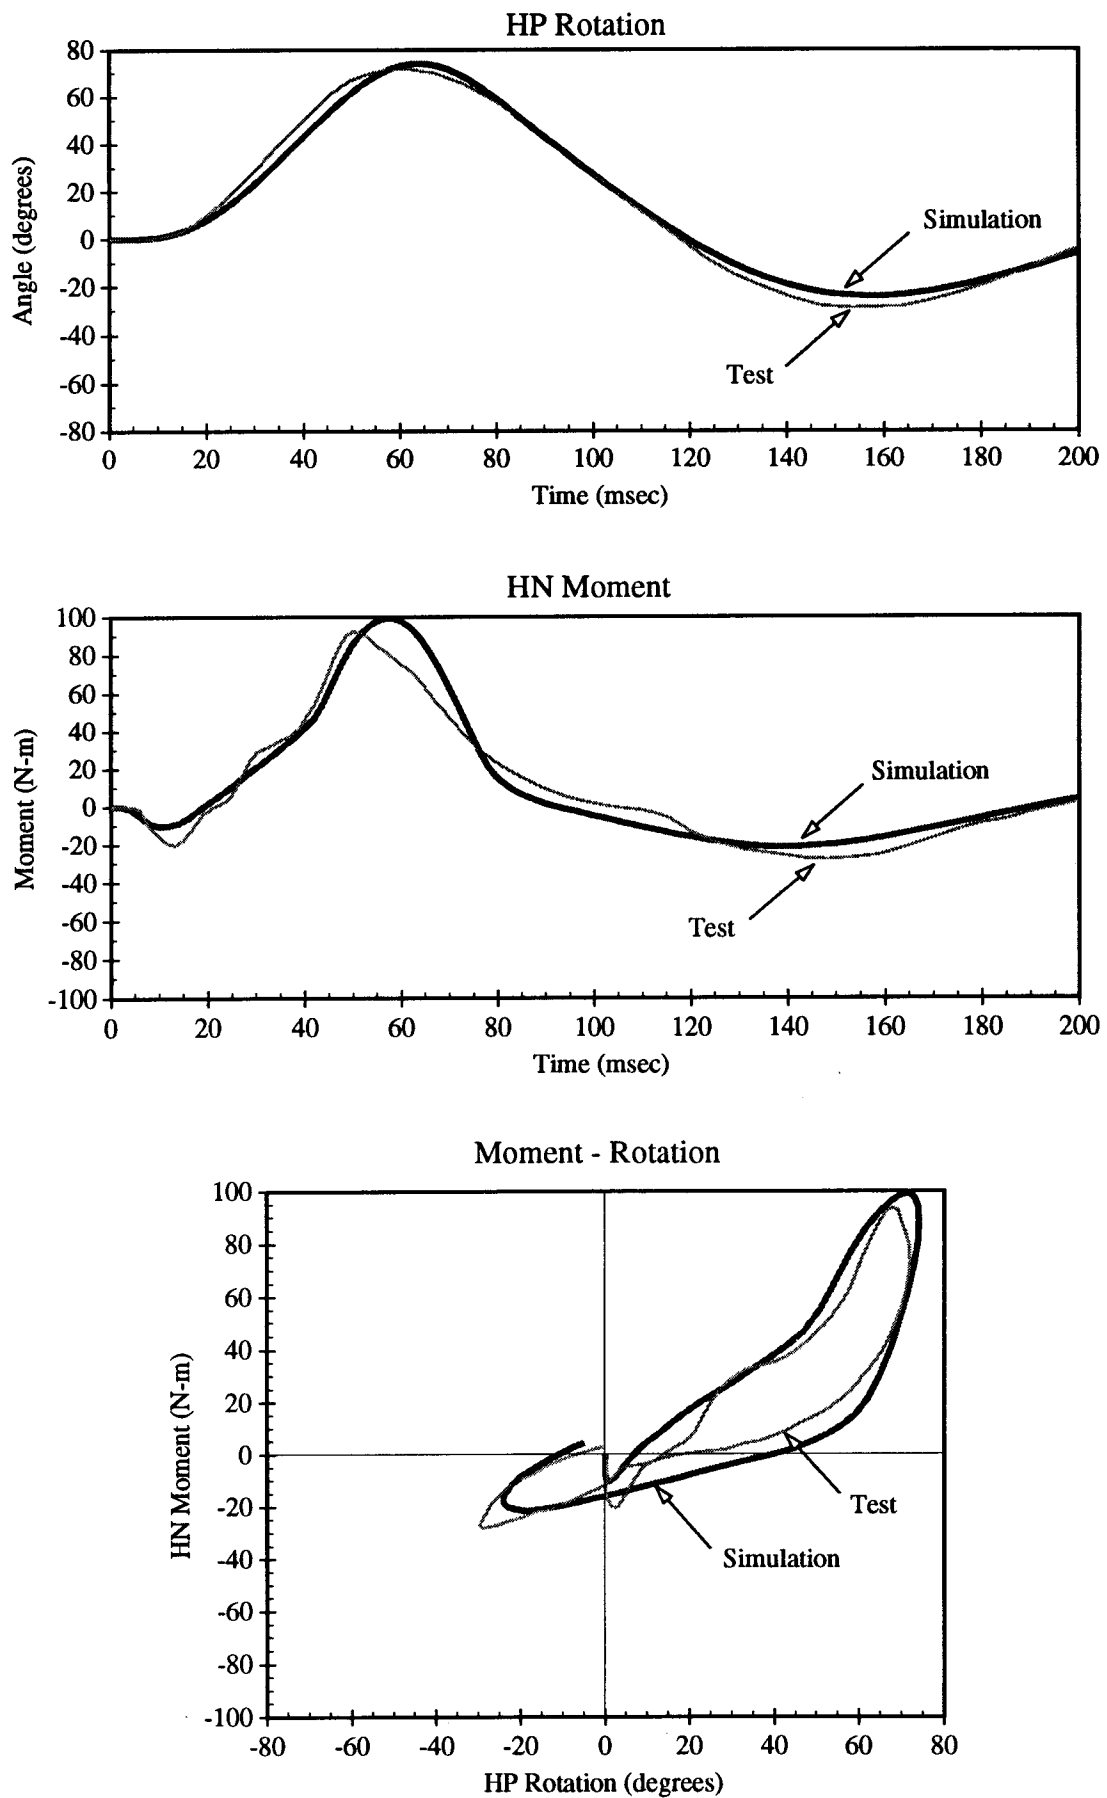 HP Rotation
80
60
40
20
0
-20
-40
-60
-80
Angle (degrees)
Simulation
Test
0 20 40 60 80 100 120 140 160 180 200
Time (msec)
HN Moment
100
80
60
40
20
0
-20
-40
-60
-80
-100
Moment (N-m)
Simulation
Test
0 20 40 60 80 100 120 140 160 180 200
Time (msec)
Moment - Rotation
100
80
60
40
20
0
-20
-40
-60
-80
-100
HN Moment (N-m)
Test
Simulation
-80 -60 -40 -20 0 20 40 60 80
HP Rotation (degrees)